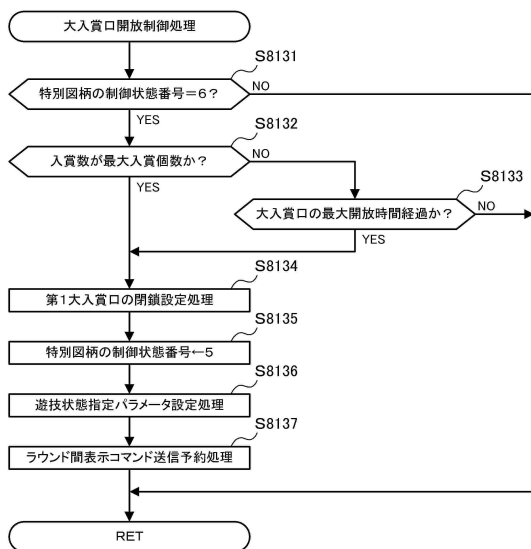 大入賞口開放制御処理
S8131
特別図柄の制御状態番号＝６？
NO
YES
S8132
入賞数が最大入賞個数か？
NO
YES
S8133
大入賞口の最大開放時間経過か？
NO
YES
S8134
第１大入賞口の閉鎖設定処理
S8135
特別図柄の制御状態番号←５
S8136
遊技状態指定パラメータ設定処理
S8137
ラウンド間表示コマンド送信予約処理
RET